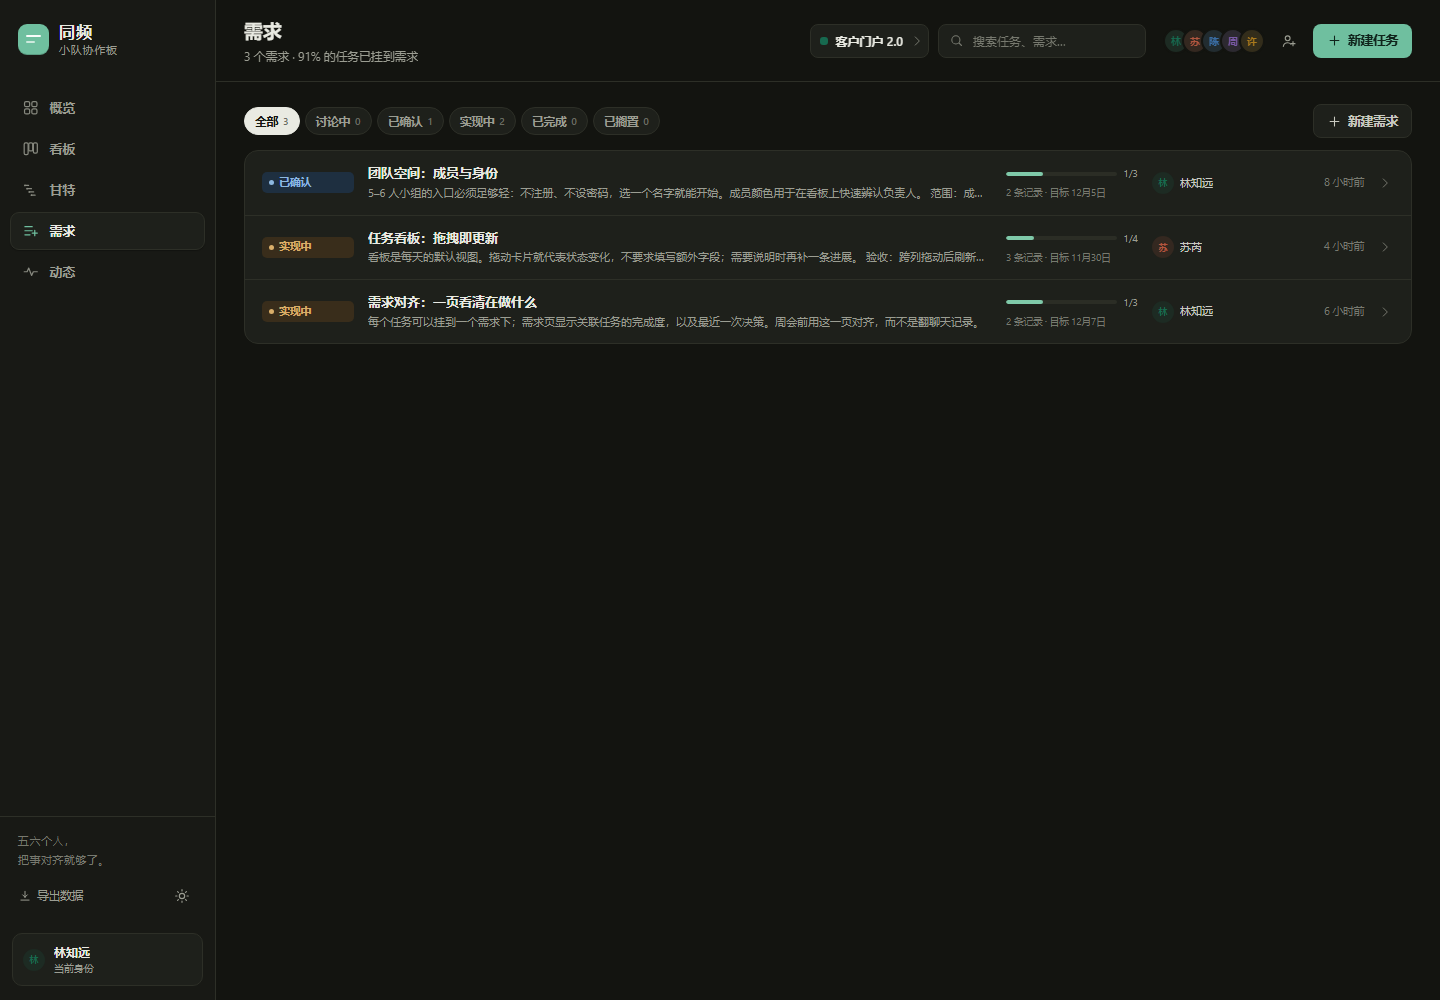 同频
小队协作板
概览
看板
甘特
需求
动态
五六个人，
把事对齐就够了。
导出数据
林
林知远
当前身份
需求
3 个需求 · 91% 的任务已挂到需求
客户门户 2.0
搜索任务、需求...
林 苏 陈 周 许
新建任务
全部 3
讨论中 0
已确认 1
实现中 2
已完成 0
已搁置 0
新建需求
已确认
团队空间：成员与身份
5–6 人小组的入口必须足够轻：不注册、不设密码，选一个名字就能开始。成员颜色用于在看板上快速辨认负责人。 范围：成...
1/3
2 条记录 · 目标 12月5日
林 林知远
8 小时前
实现中
任务看板：拖拽即更新
看板是每天的默认视图。拖动卡片就代表状态变化，不要求填写额外字段；需要说明时再补一条进展。 验收：跨列拖动后刷新...
1/4
3 条记录 · 目标 11月30日
苏 苏芮
4 小时前
实现中
需求对齐：一页看清在做什么
每个任务可以挂到一个需求下；需求页显示关联任务的完成度，以及最近一次决策。周会前用这一页对齐，而不是翻聊天记录。
1/3
2 条记录 · 目标 12月7日
林 林知远
6 小时前